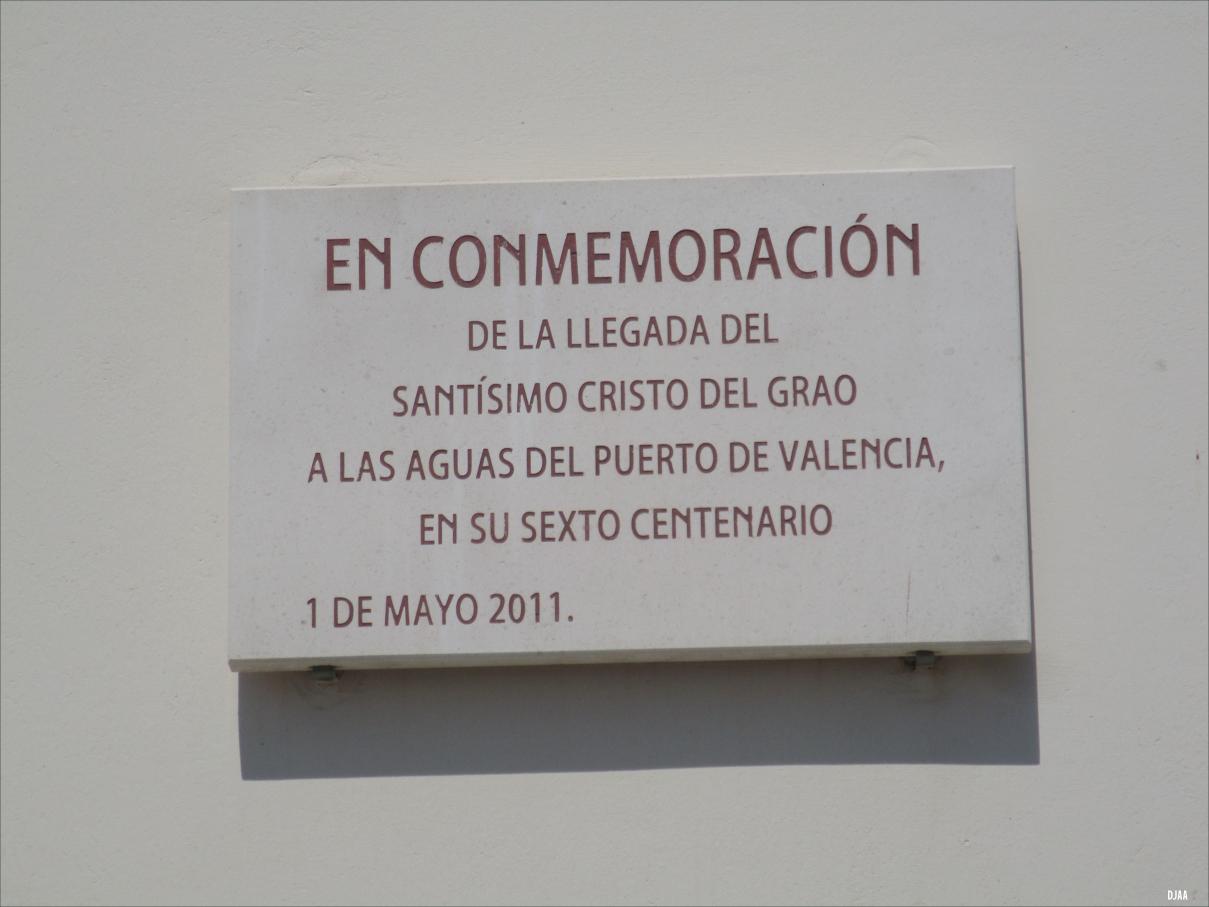 EN CONMEMORACIÓN
DE LA LLEGADA DEL
SANTÍSIMO CRISTO DEL GRAO
A LAS AGUAS DEL PUERTO DE VALENCIA,
EN SU SEXTO CENTENARIO
1 DE MAYO 2011.
DJAA